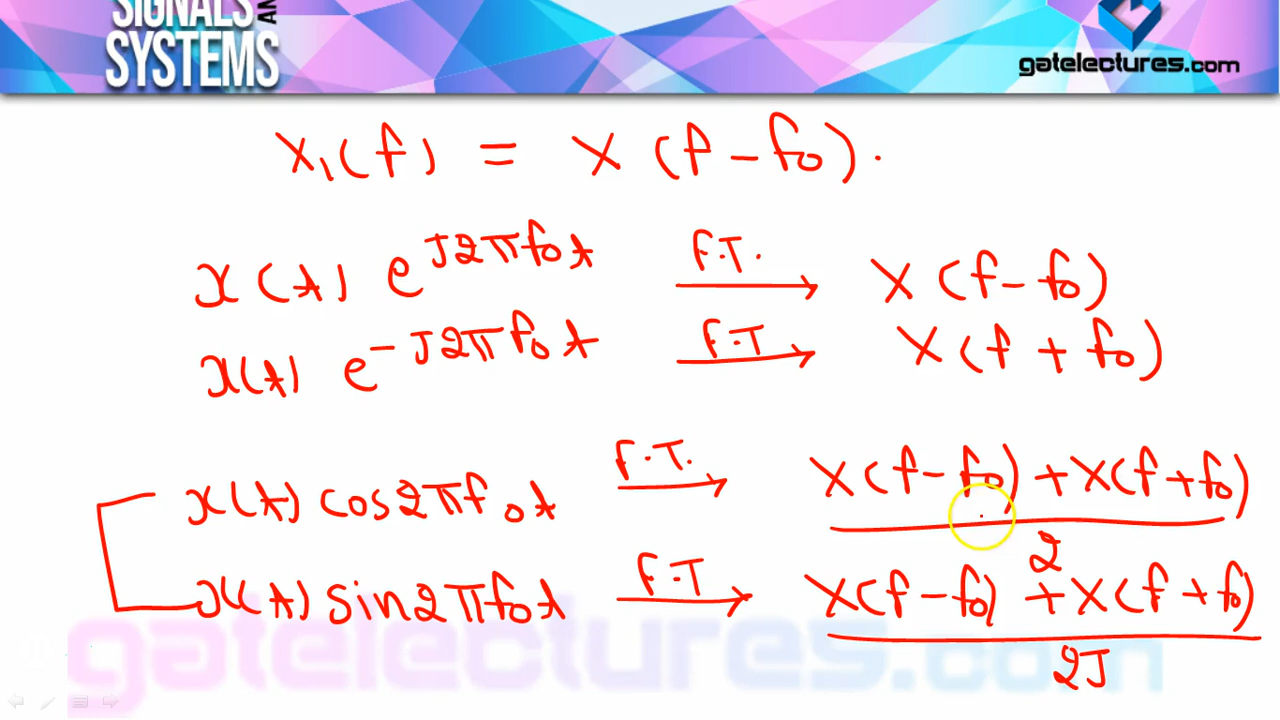 SIGNALS AN
SYSTEMS
gatelectures.com
X₁(f) = X(f - f₀).
x(t) e^{J2πf₀t} F.T. → X(f - f₀)
x(t) e^{-J2πf₀t} F.T → X(f + f₀)
x(t) cos2πf₀t F.T. → X(f - f₀) + X(f + f₀) / 2
x(t) sin2πf₀t F.T → X(f - f₀) + X(f + f₀) / 2J
gatelectures.com